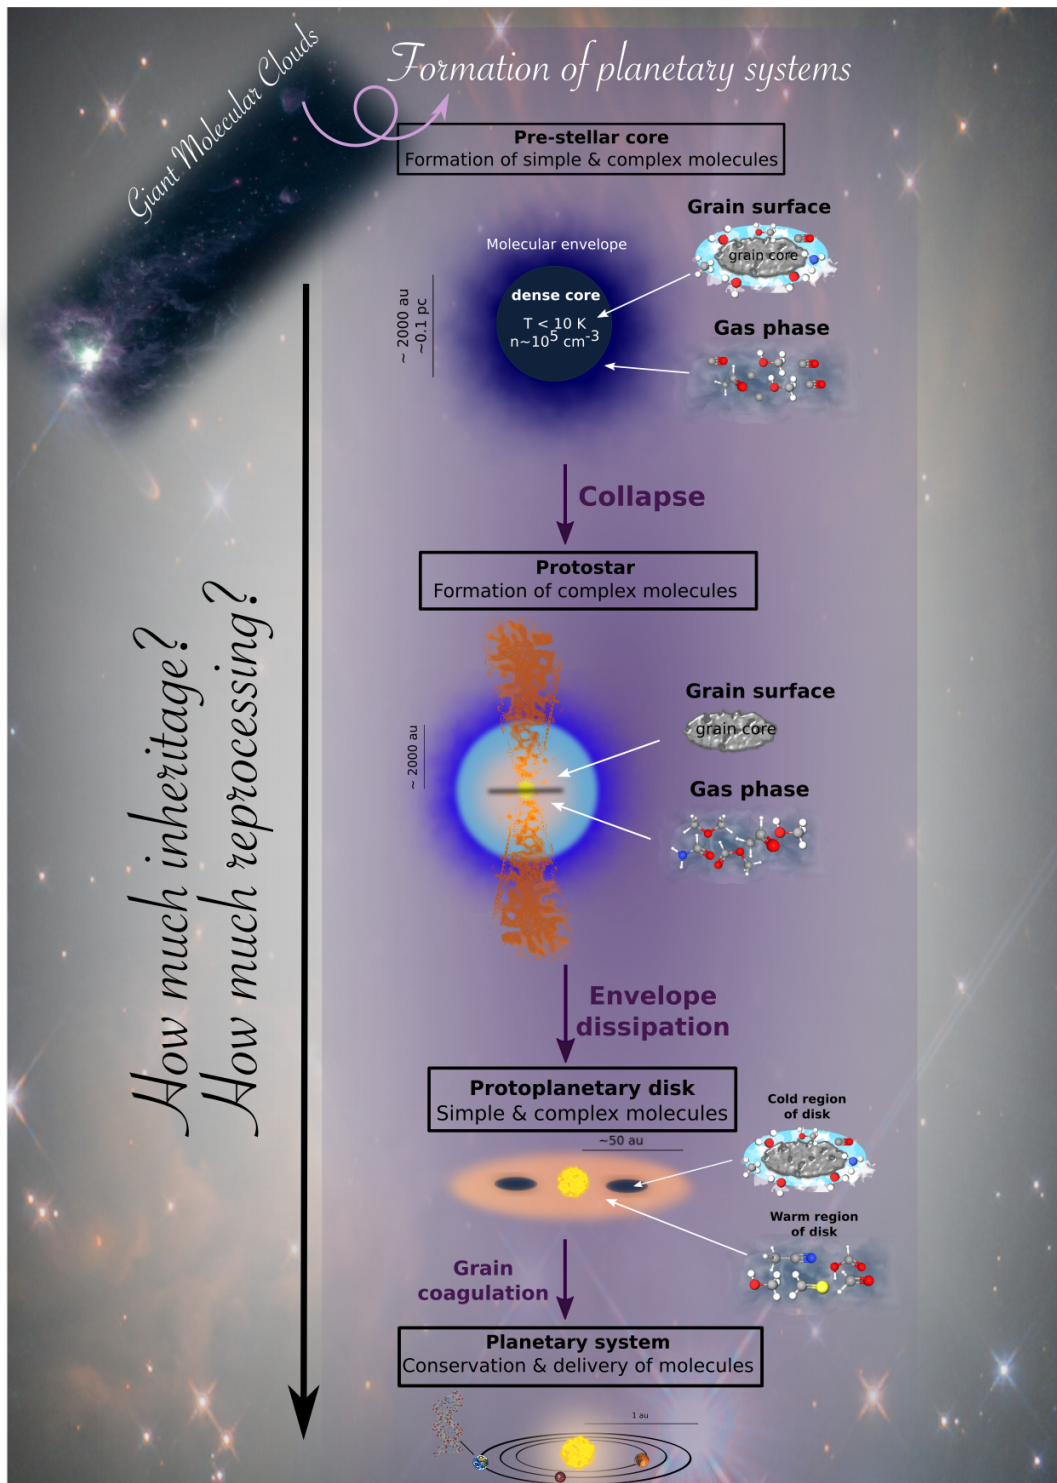 Giant Molecular Clouds
Formation of planetary systems
Pre-stellar core
Formation of simple & complex molecules
Grain surface
grain core
Molecular envelope
dense core
T < 10 K
n~10⁵ cm⁻³
~ 2000 au
~0.1 pc
Gas phase
Collapse
Protostar
Formation of complex molecules
How much inheritage?
How much reprocessing?
Grain surface
grain core
~ 2000 au
Gas phase
Envelope
dissipation
Protoplanetary disk
Simple & complex molecules
Cold region
of disk
~50 au
Warm region
of disk
Grain
coagulation
Planetary system
Conservation & delivery of molecules
1 au